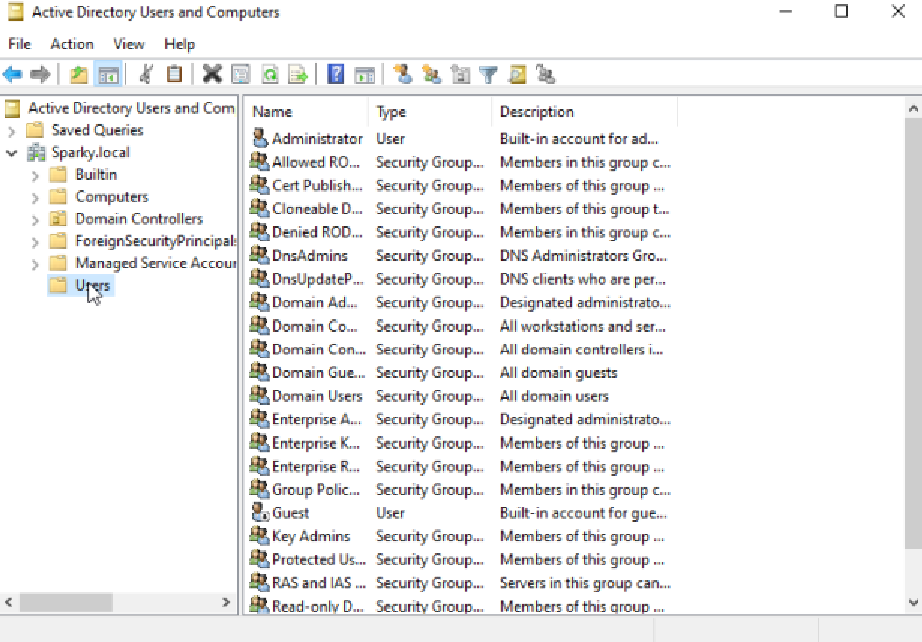 Active Directory Users and Computers
File Action View Help
Active Directory Users and Com
Saved Queries
Sparky.local
Builtin
Computers
Domain Controllers
ForeignSecurityPrincipals
Managed Service Accour
Users
Name Type Description
Administrator User Built-in account for ad...
Allowed RO... Security Group... Members in this group c...
Cert Publish... Security Group... Members of this group ...
Cloneable D... Security Group... Members of this group t...
Denied ROD... Security Group... Members in this group c...
DnsAdmins Security Group... DNS Administrators Gro...
DnsUpdateP... Security Group... DNS clients who are per...
Domain Ad... Security Group... Designated administrato...
Domain Co... Security Group... All workstations and ser...
Domain Con... Security Group... All domain controllers i...
Domain Gue... Security Group... All domain guests
Domain Users Security Group... All domain users
Enterprise A... Security Group... Designated administrato...
Enterprise K... Security Group... Members of this group ...
Enterprise R... Security Group... Members of this group ...
Group Polic... Security Group... Members in this group c...
Guest User Built-in account for gue...
Key Admins Security Group... Members of this group ...
Protected Us... Security Group... Members of this group ...
RAS and IAS ... Security Group... Servers in this group can...
Read-only D... Security Group... Members of this group ...